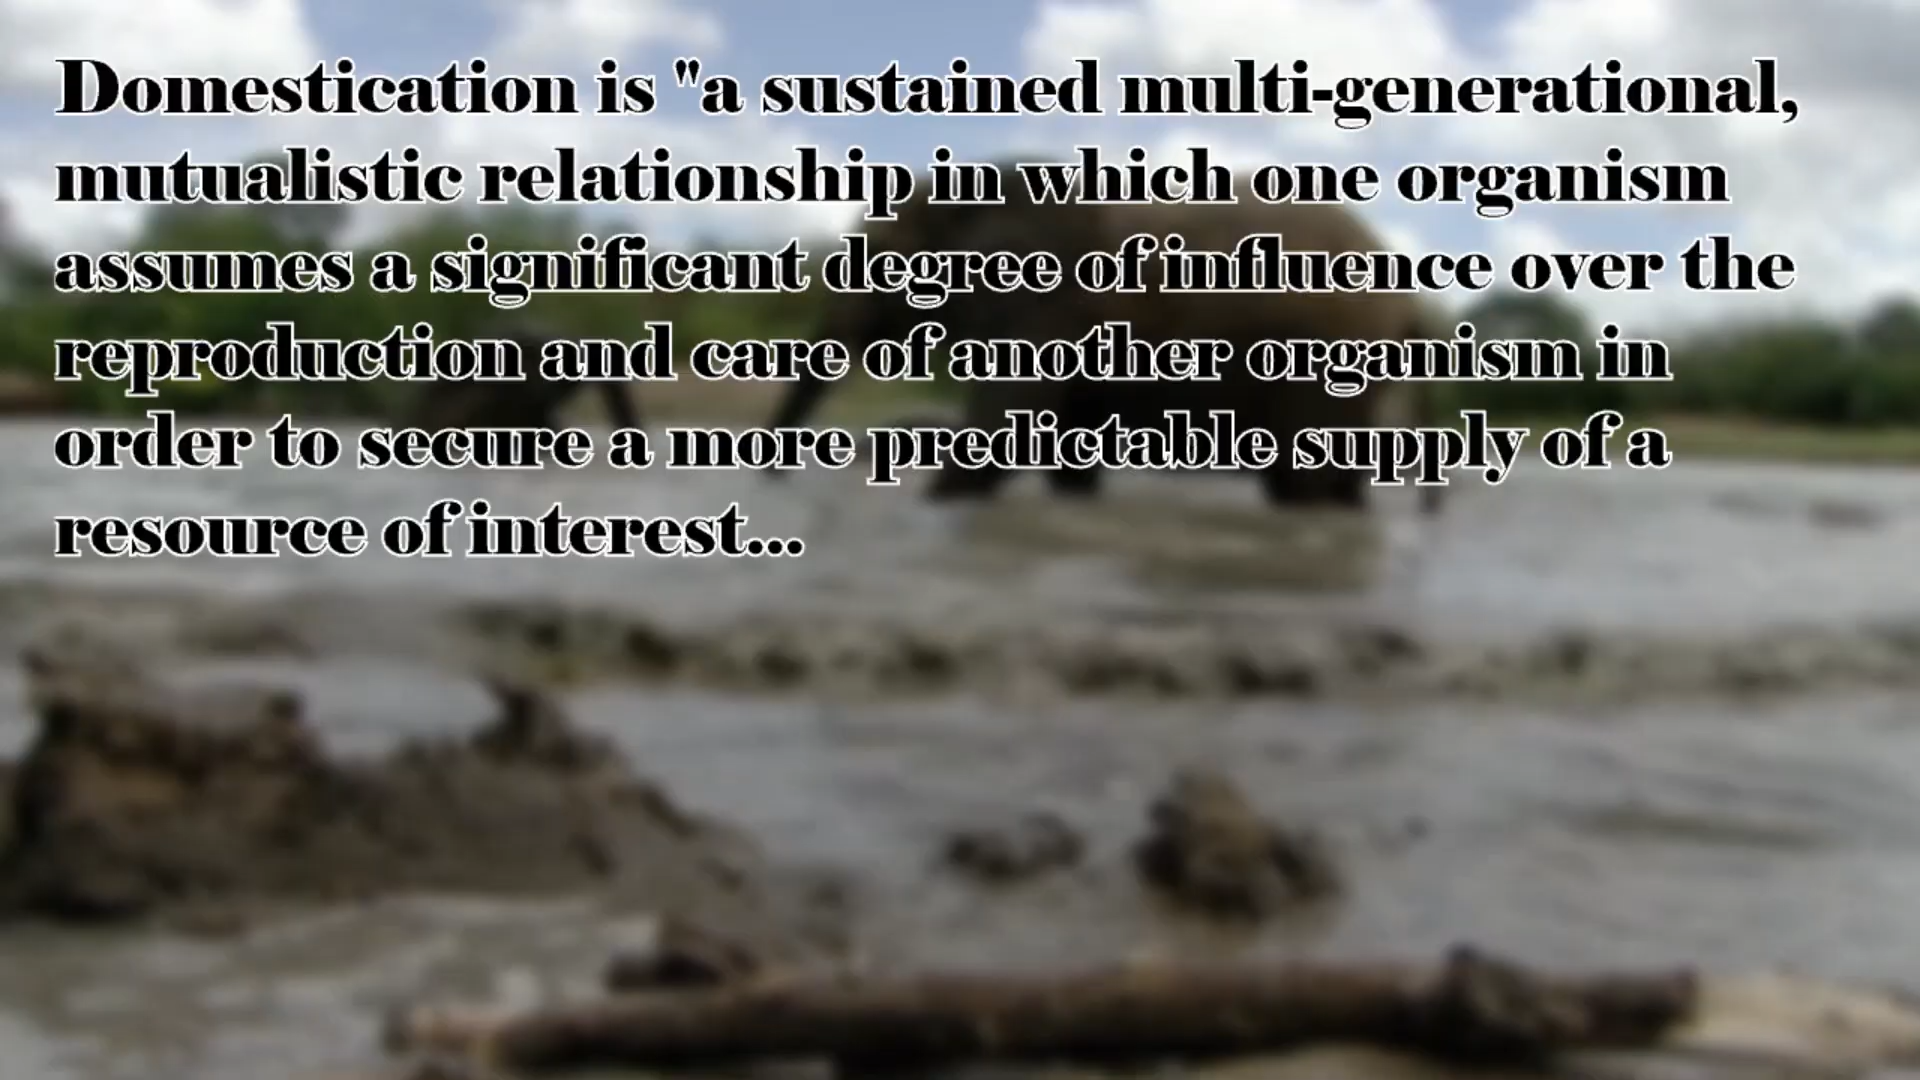 Domestication is "a sustained multi-generational,
mutualistic relationship in which one organism
assumes a significant degree of influence over the
reproduction and care of another organism in
order to secure a more predictable supply of a
resource of interest...